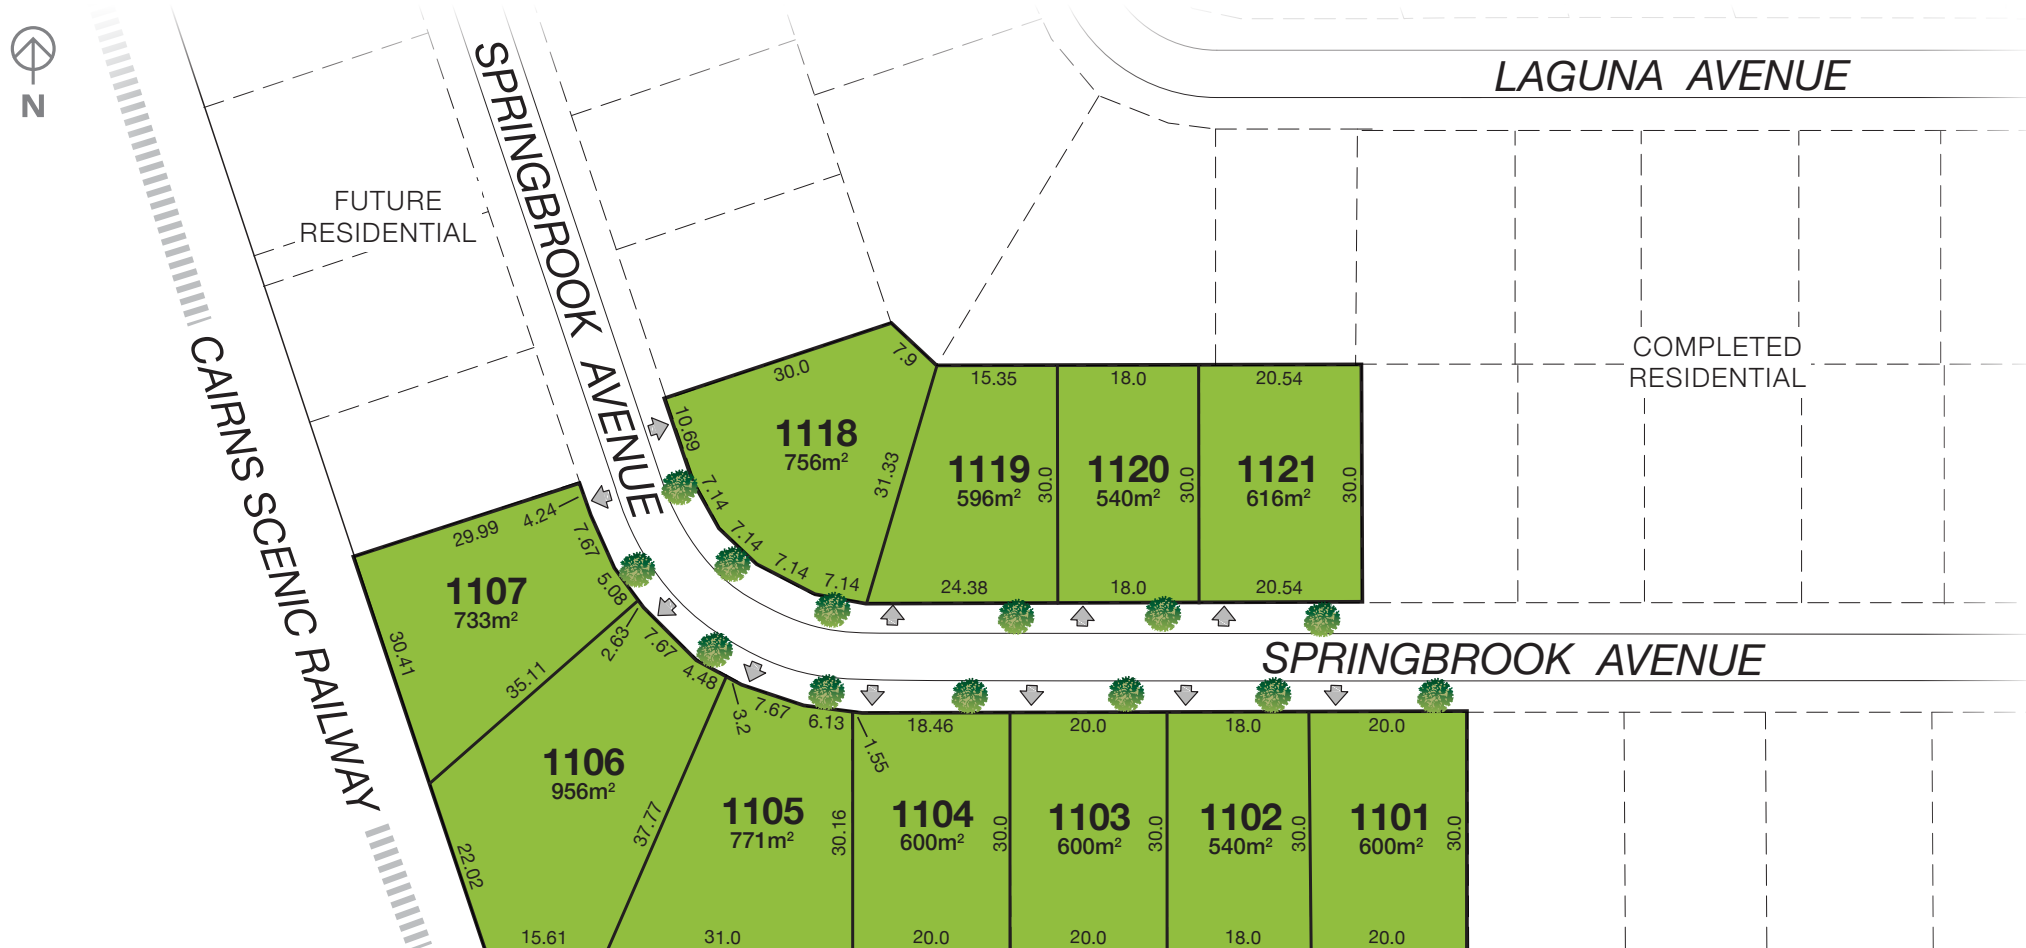 N
LAGUNA AVENUE
SPRINGBROOK AVENUE
FUTURE
RESIDENTIAL
CAIRNS SCENIC RAILWAY
COMPLETED
RESIDENTIAL
30.0
7.9
10.69
1118
756m²
31.33
7.14
7.14
7.14
7.14
15.35
1119
596m²
30.0
24.38
18.0
1120
540m²
30.0
18.0
20.54
1121
616m²
30.0
20.54
SPRINGBROOK AVENUE
29.99
4.24
7.67
5.08
1107
733m²
30.41
35.11
2.63
7.67
4.48
1106
956m²
22.02
37.77
15.61
3.2
7.67
6.13
1105
771m²
30.16
31.0
1.55
18.46
1104
600m²
30.0
20.0
20.0
1103
600m²
30.0
20.0
18.0
1102
540m²
30.0
18.0
20.0
1101
600m²
30.0
20.0